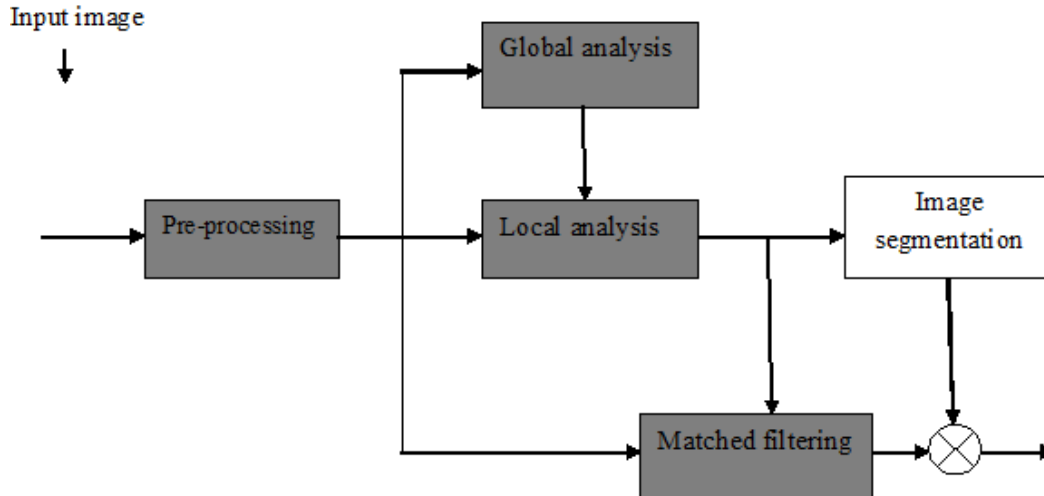 Input image
Global analysis
Pre-processing
Local analysis
Image
segmentation
Matched filtering